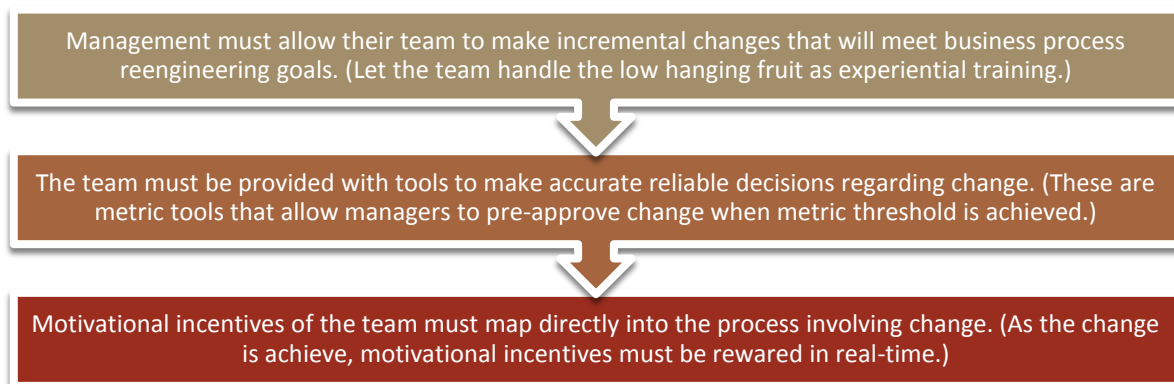 Management must allow their team to make incremental changes that will meet business process
reengineering goals. (Let the team handle the low hanging fruit as experiential training.)
The team must be provided with tools to make accurate reliable decisions regarding change. (These are
metric tools that allow managers to pre-approve change when metric threshold is achieved.)
Motivational incentives of the team must map directly into the process involving change. (As the change
is achieve, motivational incentives must be rewared in real-time.)